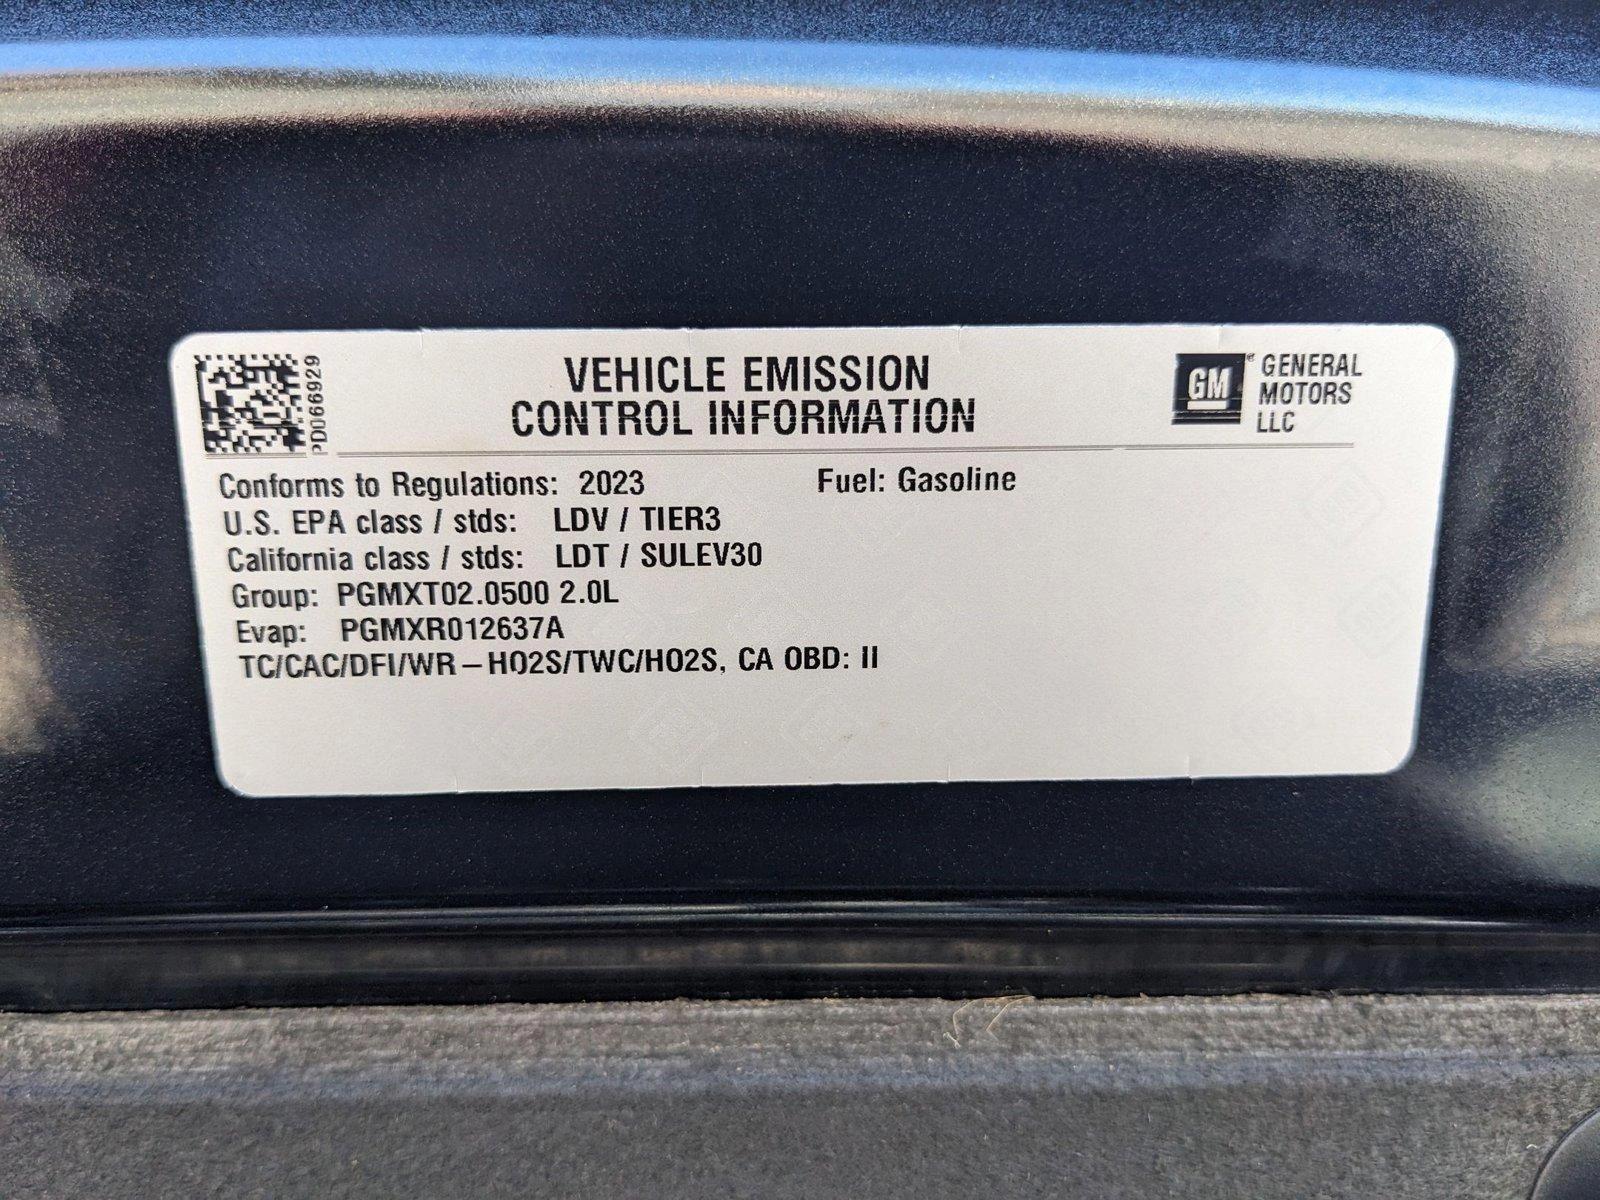 PD066929
VEHICLE EMISSION
CONTROL INFORMATION
GM
GENERAL
MOTORS
LLC
Conforms to Regulations: 2023 Fuel: Gasoline
U.S. EPA class / stds: LDV / TIER3
California class / stds: LDT / SULEV30
Group: PGMXT02.0500 2.0L
Evap: PGMXR012637A
TC/CAC/DFI/WR–HO2S/TWC/HO2S, CA OBD: II